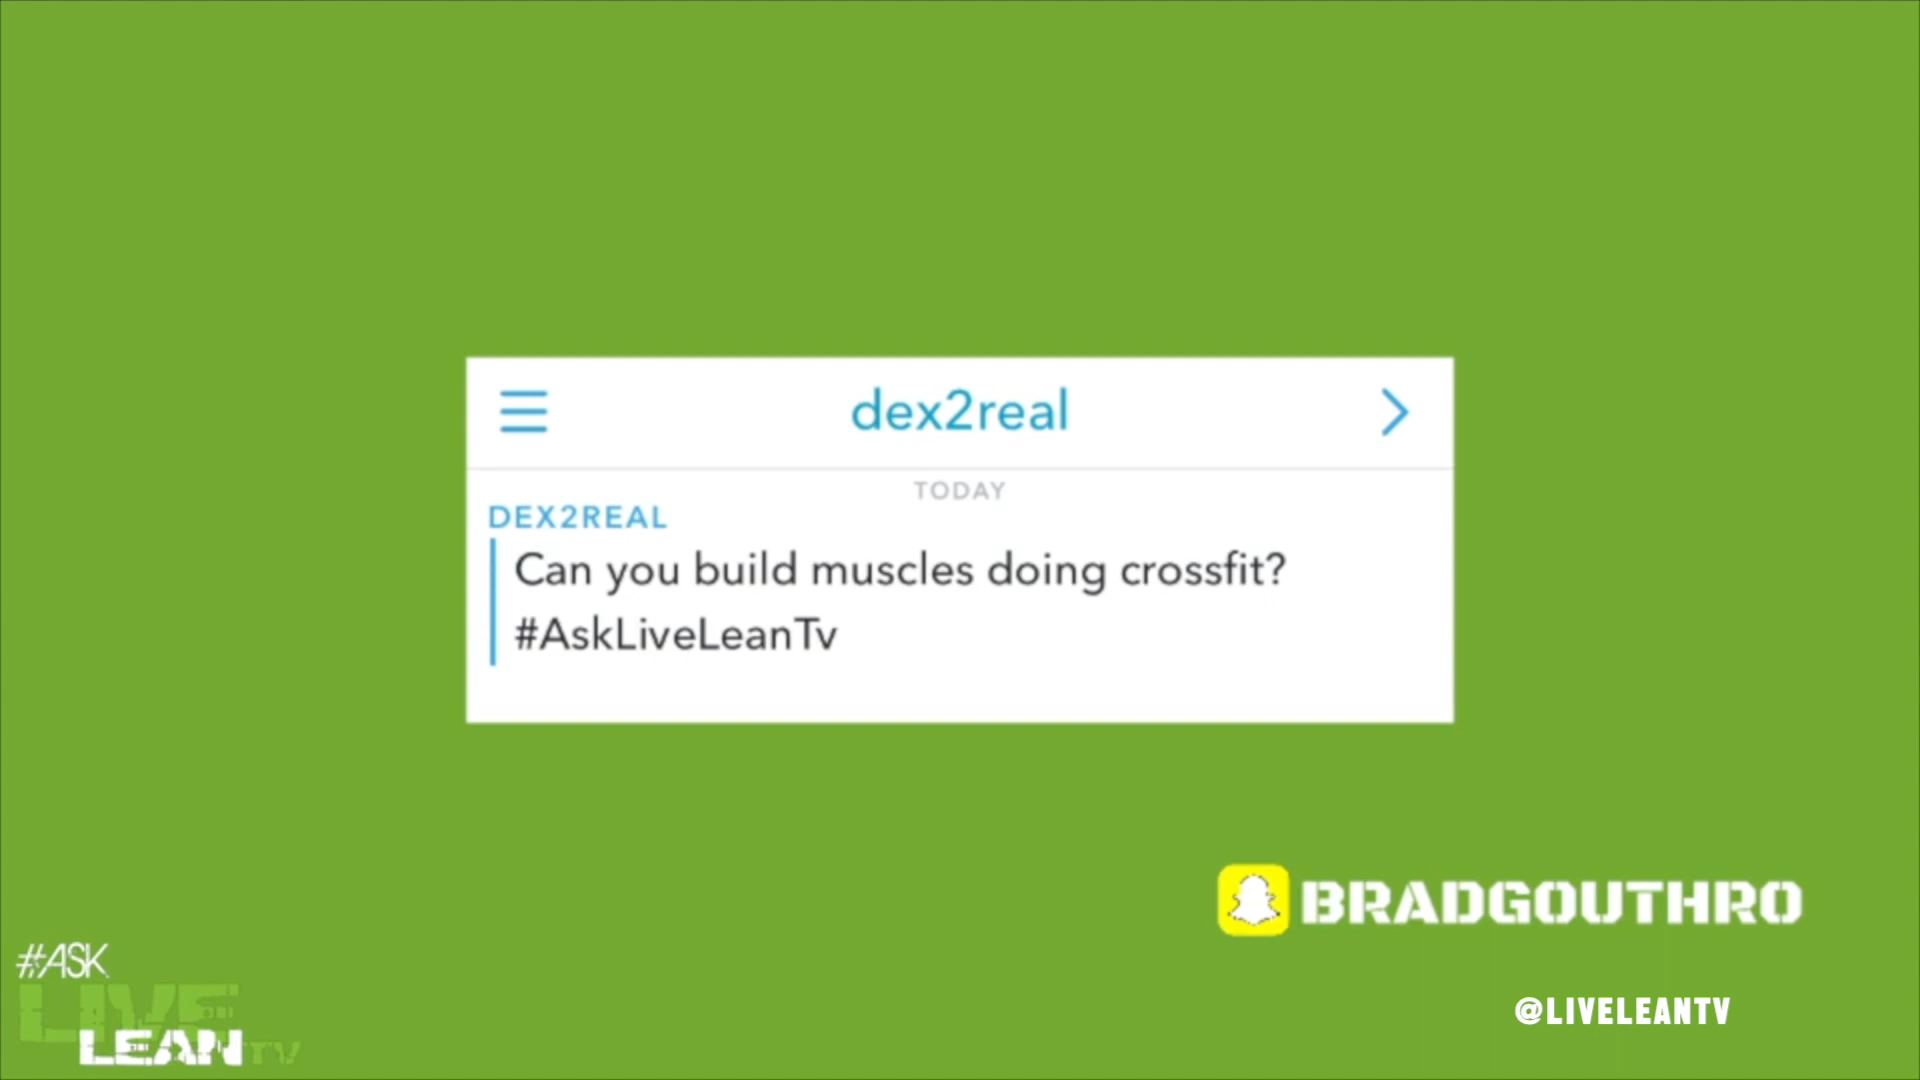 dex2real
TODAY
DEX2REAL
Can you build muscles doing crossfit?
#AskLiveLeanTv
BRADGOUTHRO
@LIVELEANTV
#ASK
LIVE
LEAN TV